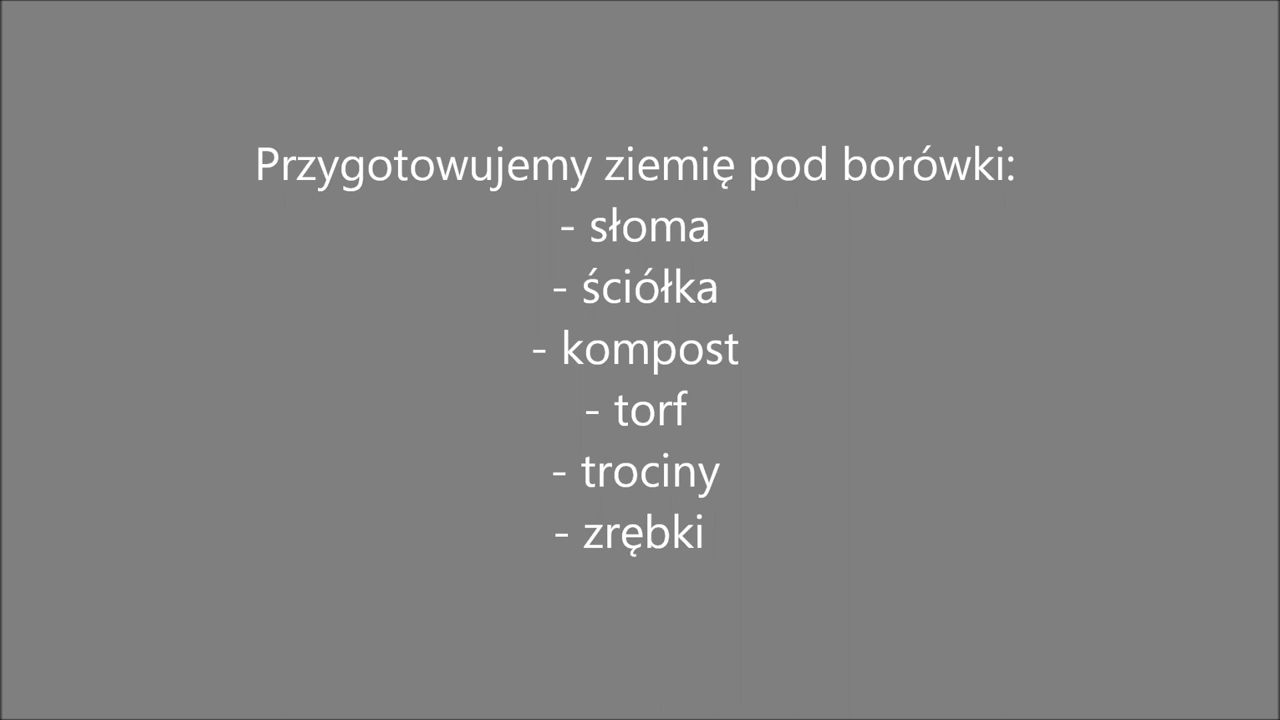 Przygotowujemy ziemię pod borówki:
- słoma
- ściółka
- kompost
- torf
- trociny
- zrębki